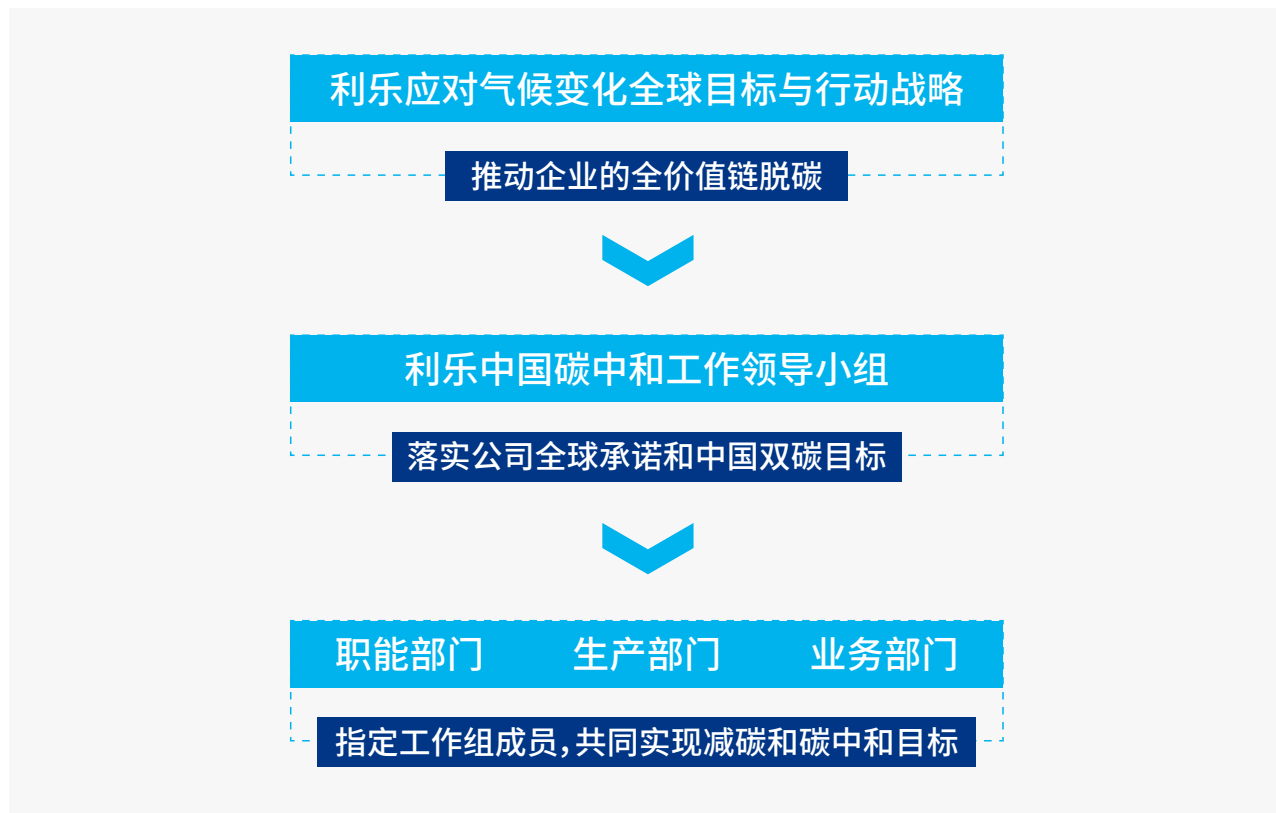 利乐应对气候变化全球目标与行动战略
推动企业的全价值链脱碳
利乐中国碳中和工作领导小组
落实公司全球承诺和中国双碳目标
职能部门 生产部门 业务部门
指定工作组成员，共同实现减碳和碳中和目标